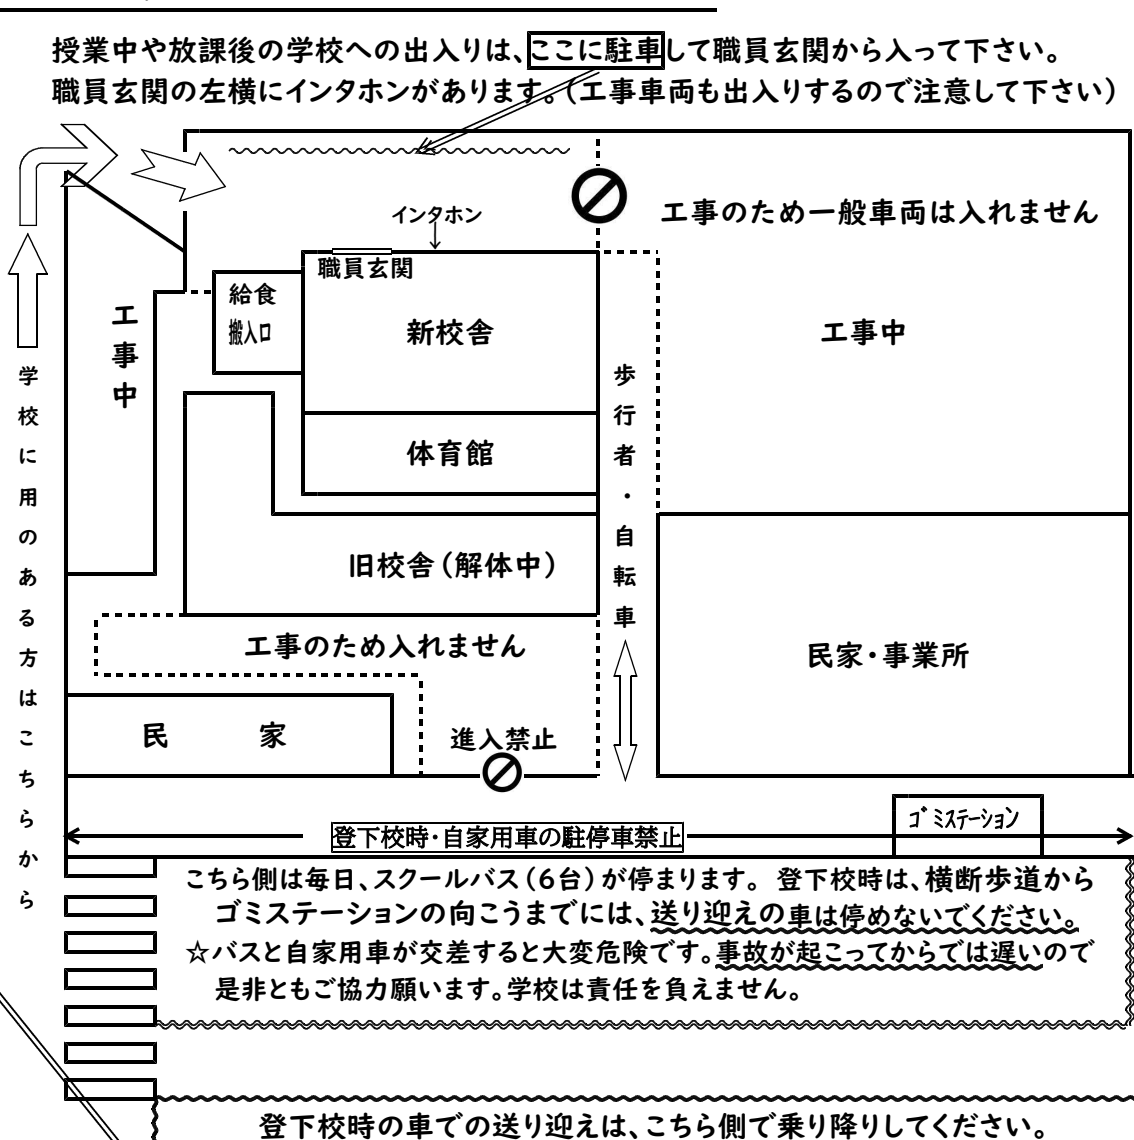 授業中や放課後の学校への出入りは、ここに駐車して職員玄関から入って下さい。
職員玄関の左横にインタホンがあります。(工事車両も出入りするので注意して下さい)
インタホン
工事のため一般車両は入れません
職員玄関
給食
搬入口
新校舎
工事中
工事中
学校に用のある方はこちらから
歩行者・自転車
体育館
旧校舎(解体中)
工事のため入れません
民家・事業所
民 家
進入禁止
ゴミステーション
登下校時・自家用車の駐停車禁止
こちら側は毎日、スクールバス(6台)が停まります。登下校時は、横断歩道から
ゴミステーションの向こうまでには、送り迎えの車は停めないでください。
☆バスと自家用車が交差すると大変危険です。事故が起こってからでは遅いので
是非ともご協力願います。学校は責任を負えません。
登下校時の車での送り迎えは、こちら側で乗り降りしてください。